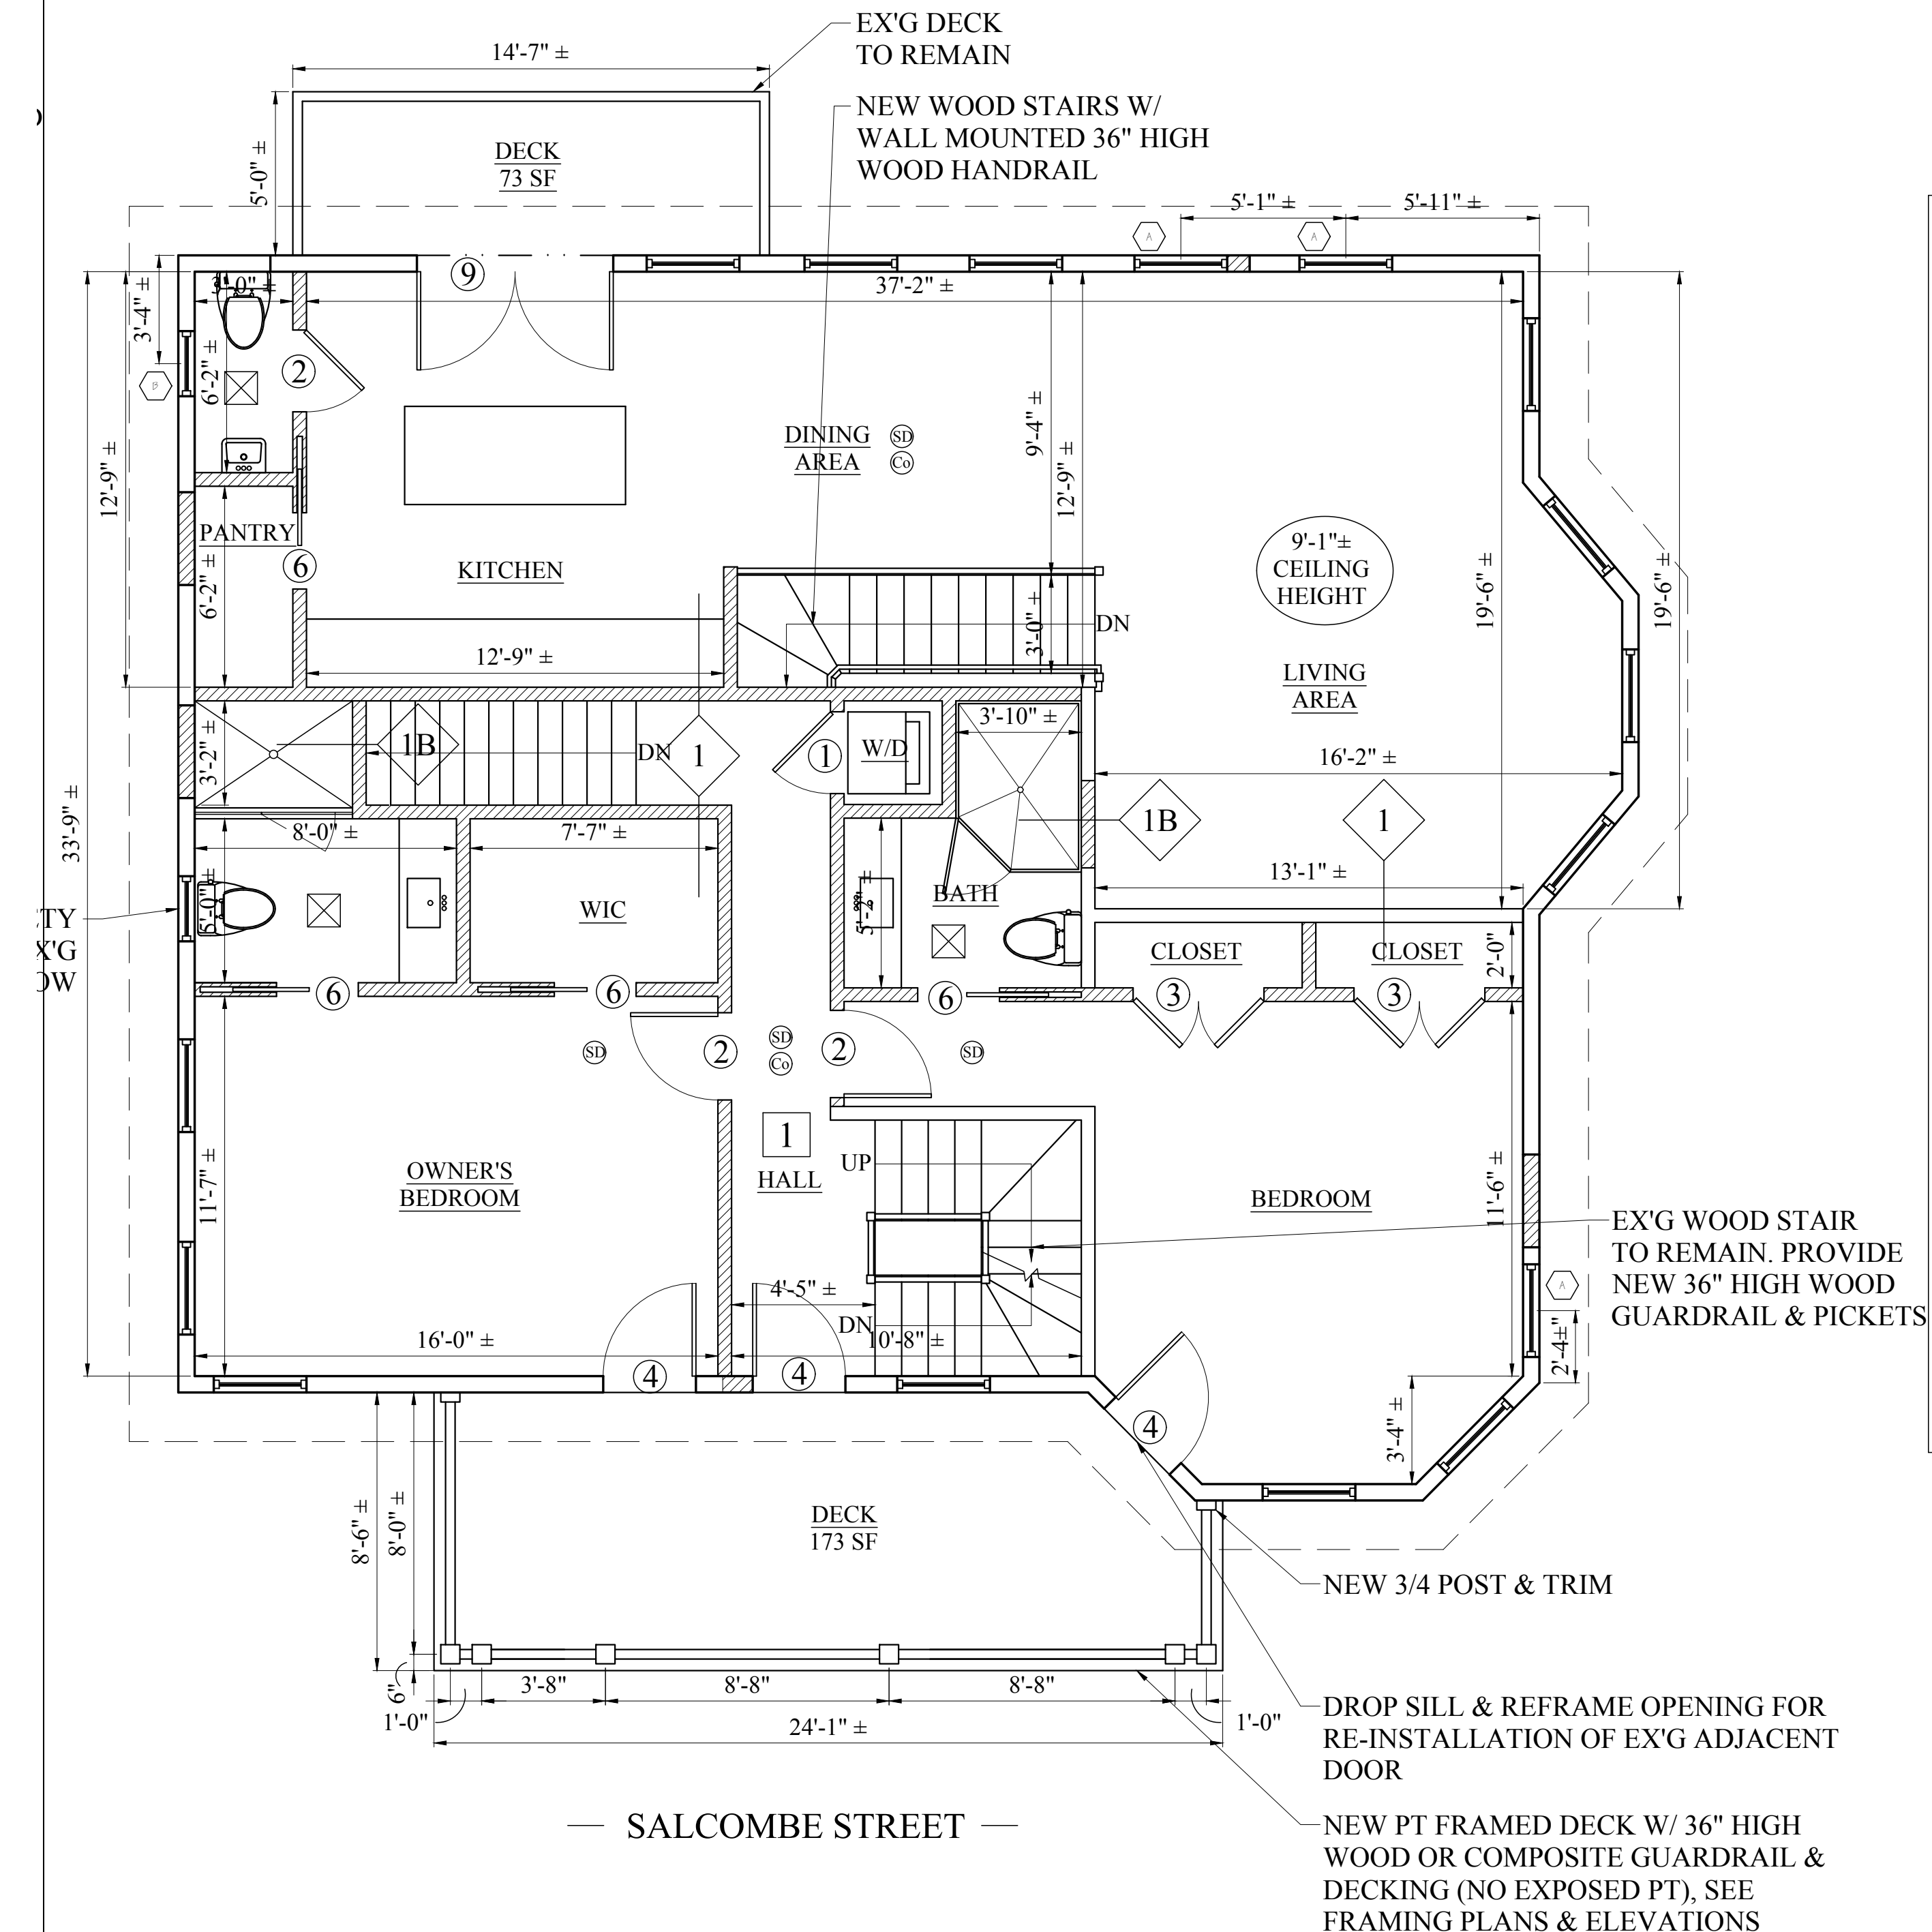 EX'G DECK
TO REMAIN
14'-7" ±
NEW WOOD STAIRS W/
WALL MOUNTED 36" HIGH
WOOD HANDRAIL
DECK
73 SF
5'-0" ±
5'-1" ±
5'-11" ±
A
A
9
3'-0" ±
37'-2" ±
3'-4" ±
B
6'-2" ±
2
12'-9" ±
DINING
AREA
SD
Co
9'-4" ±
12'-9" ±
PANTRY
6
6'-2" ±
KITCHEN
9'-1"±
CEILING
HEIGHT
19'-6" ±
19'-6" ±
3'-0" ±
DN
12'-9" ±
LIVING
AREA
3'-2" ±
1B
DN
1
1
W/D
3'-10" ±
16'-2" ±
33'-9" ±
8'-0" ±
7'-7" ±
1B
1
13'-1" ±
5'-0" ±
WIC
5'-2" ±
BATH
TY
X'G
OW
CLOSET
CLOSET
2'-0"
6
6
6
3
3
SD
2
SD
Co
2
SD
1
HALL
UP
OWNER'S
BEDROOM
11'-7" ±
BEDROOM
11'-6" ±
EX'G WOOD STAIR
TO REMAIN. PROVIDE
NEW 36" HIGH WOOD
GUARDRAIL & PICKETS
A
4'-5" ±
DN
16'-0" ±
10'-8" ±
2'-4±"
4
4
4
3'-4" ±
8'-6" ±
8'-0" ±
DECK
173 SF
NEW 3/4 POST & TRIM
6"
3'-8"
8'-8"
8'-8"
1'-0"
24'-1" ±
1'-0"
DROP SILL & REFRAME OPENING FOR
RE-INSTALLATION OF EX'G ADJACENT
DOOR
SALCOMBE STREET
NEW PT FRAMED DECK W/ 36" HIGH
WOOD OR COMPOSITE GUARDRAIL &
DECKING (NO EXPOSED PT), SEE
FRAMING PLANS & ELEVATIONS